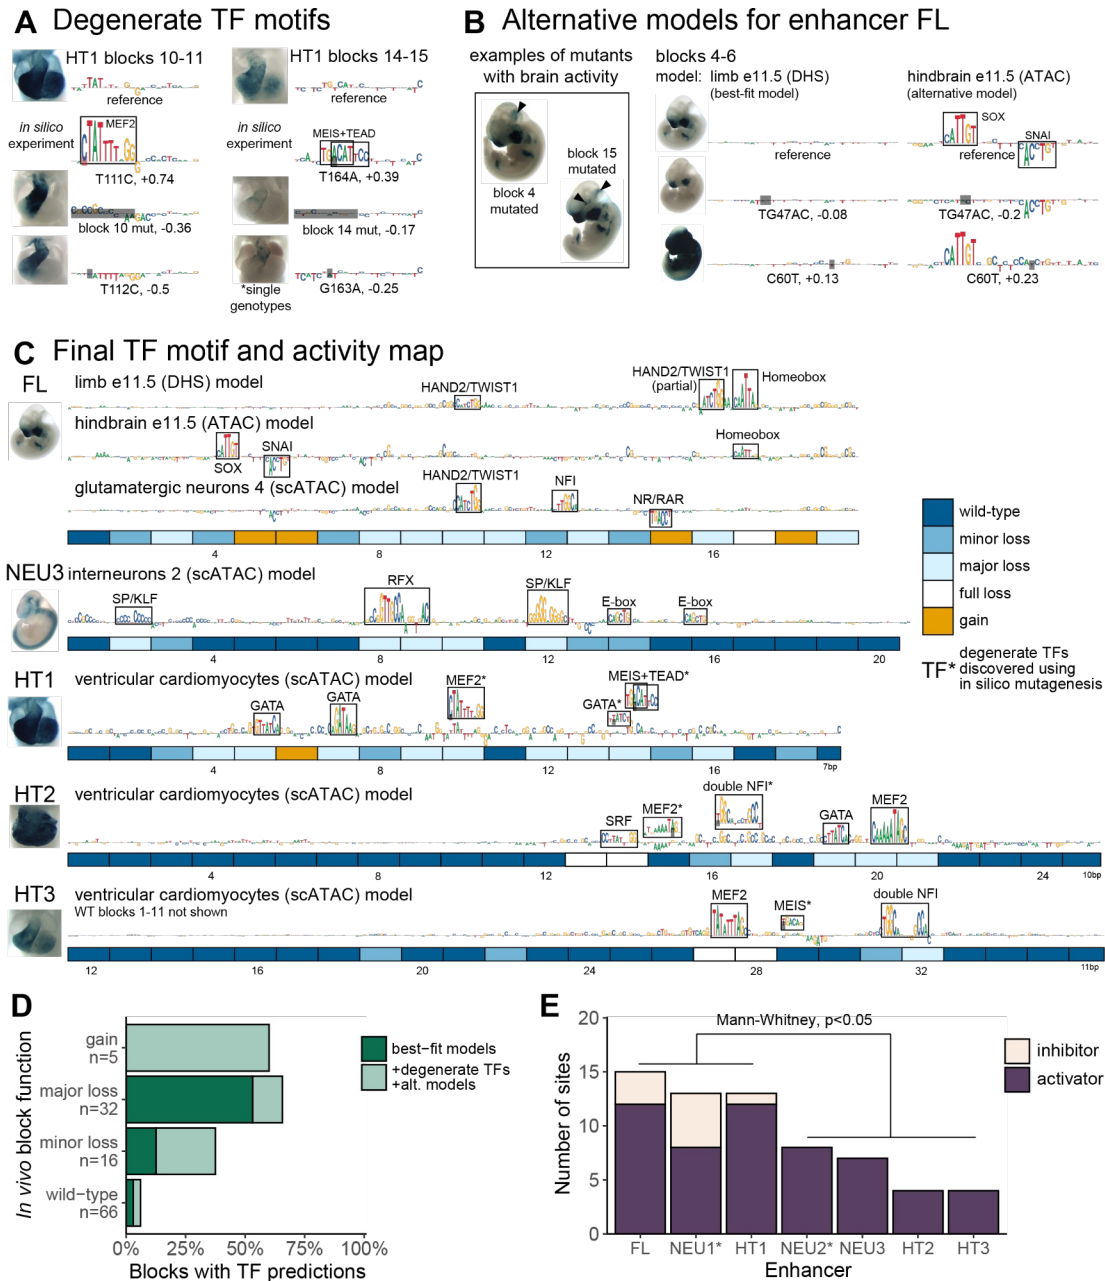 A Degenerate TF motifs
HT1 blocks 10-11
HT1 blocks 14-15
reference
reference
in silico
experiment
MEF2
T111C, +0.74
in silico
experiment
MEIS+TEAD
T164A, +0.39
block 10 mut, -0.36
block 14 mut, -0.17
T112C, -0.5
*single
genotypes
G163A, -0.25
B Alternative models for enhancer FL
examples of mutants
with brain activity
block 4
mutated
block 15
mutated
blocks 4-6
model: limb e11.5 (DHS)
(best-fit model)
hindbrain e11.5 (ATAC)
(alternative model)
SOX
SNAI
reference
reference
TG47AC, -0.08
TG47AC, -0.2
C60T, +0.13
C60T, +0.23
C Final TF motif and activity map
FL
limb e11.5 (DHS) model
HAND2/TWIST1
HAND2/TWIST1
(partial)
Homeobox
hindbrain e11.5 (ATAC) model
SOX
SNAI
Homeobox
glutamatergic neurons 4 (scATAC) model
HAND2/TWIST1
NFI
NR/RAR
4 8 12 16
NEU3
interneurons 2 (scATAC) model
SP/KLF
RFX
SP/KLF
E-box
E-box
4 8 12 16 20
HT1
ventricular cardiomyocytes (scATAC) model
GATA
GATA
MEF2*
GATA*
MEIS+TEAD*
4 8 12 16 7bp
HT2
ventricular cardiomyocytes (scATAC) model
SRF
MEF2*
double NFI*
GATA
MEF2
4 8 12 16 20 24 10bp
HT3
ventricular cardiomyocytes (scATAC) model
WT blocks 1-11 not shown
MEF2
MEIS*
double NFI
12 16 20 24 28 32 11bp
wild-type
minor loss
major loss
full loss
gain
TF* degenerate TFs
discovered using
in silico mutagenesis
D
In vivo block function
gain
n=5
major loss
n=32
minor loss
n=16
wild−type
n=66
0% 25% 50% 75% 100%
Blocks with TF predictions
best−fit models
+degenerate TFs
+alt. models
E
Number of sites
20
15
10
5
0
Mann-Whitney, p<0.05
FL NEU1* HT1 NEU2* NEU3 HT2 HT3
Enhancer
inhibitor
activator